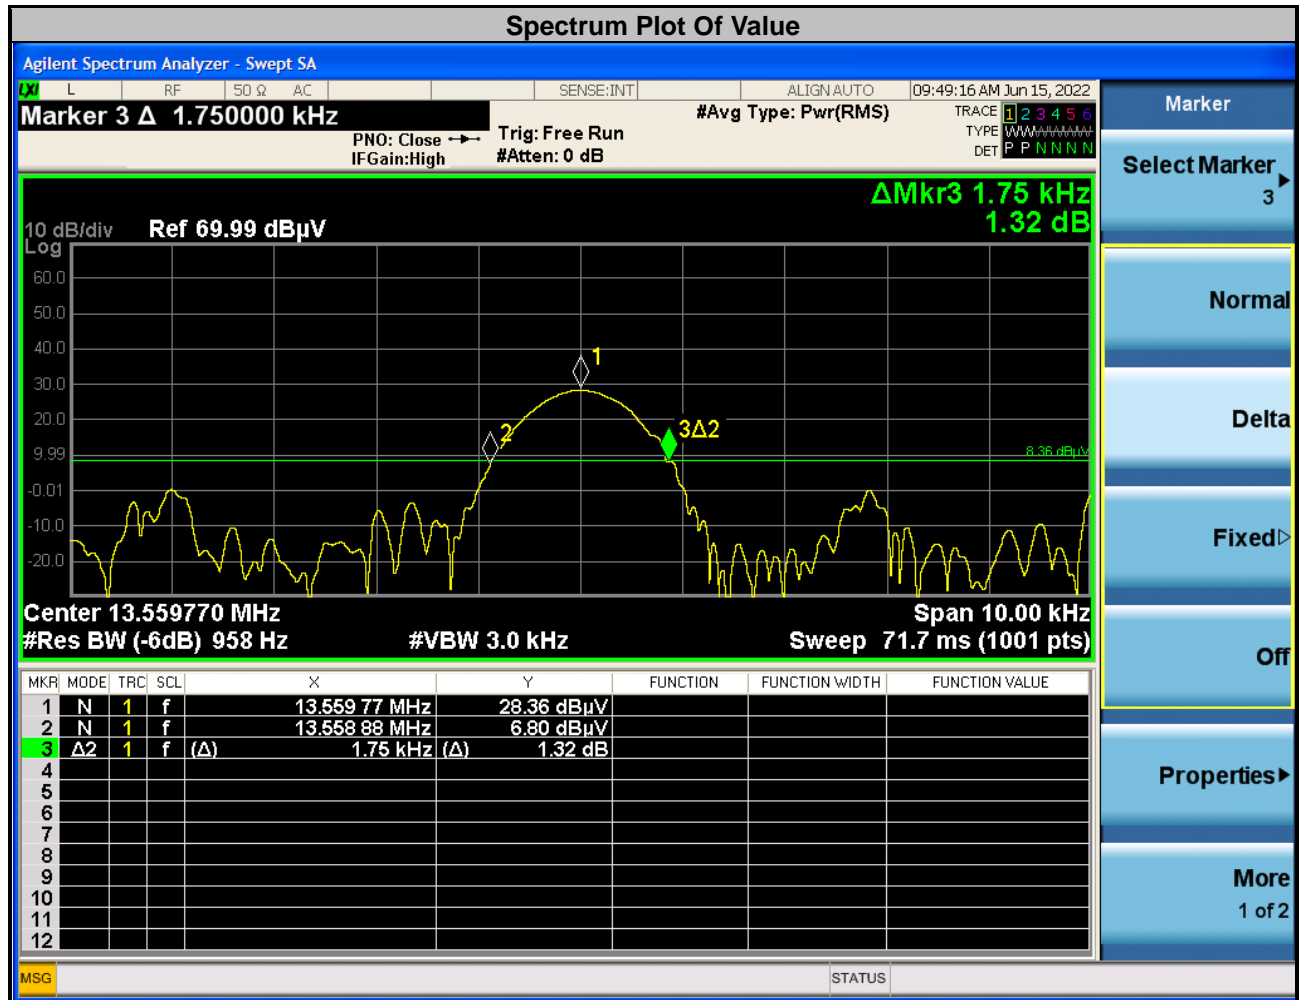 Spectrum Plot Of Value
Agilent Spectrum Analyzer - Swept SA
LXI L RF 50 Ω AC SENSE:INT ALIGN AUTO 09:49:16 AM Jun 15, 2022
Marker 3 Δ 1.750000 kHz
PNO: Close
IFGain:High
Trig: Free Run
#Atten: 0 dB
#Avg Type: Pwr(RMS)
TRACE 1 2 3 4 5 6
TYPE WWWWWW
DET P P N N N N
ΔMkr3 1.75 kHz
1.32 dB
10 dB/div Ref 69.99 dBµV
Log
60.0
50.0
40.0
30.0
20.0
9.99
-0.01
-10.0
-20.0
1
2
3Δ2
8.36 dBµV
Center 13.559770 MHz Span 10.00 kHz
#Res BW (-6dB) 958 Hz #VBW 3.0 kHz Sweep 71.7 ms (1001 pts)
MKR MODE TRC SCL X Y FUNCTION FUNCTION WIDTH FUNCTION VALUE
1 N 1 f 13.559 77 MHz 28.36 dBµV
2 N 1 f 13.558 88 MHz 6.80 dBµV
3 Δ2 1 f (Δ) 1.75 kHz (Δ) 1.32 dB
4
5
6
7
8
9
10
11
12
MSG STATUS
Marker
Select Marker
3
Normal
Delta
Fixed
Off
Properties
More
1 of 2